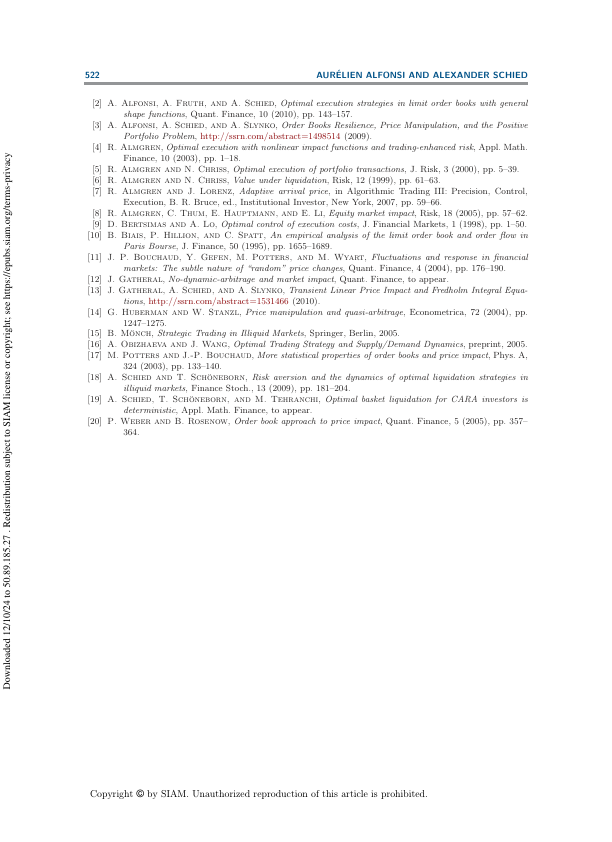 522 AURÉLIEN ALFONSI AND ALEXANDER SCHIED
[2] A. Alfonsi, A. Fruth, and A. Schied, Optimal execution strategies in limit order books with general
shape functions, Quant. Finance, 10 (2010), pp. 143–157.
[3] A. Alfonsi, A. Schied, and A. Slynko, Order Books Resilience, Price Manipulation, and the Positive
Portfolio Problem, http://ssrn.com/abstract=1498514 (2009).
[4] R. Almgren, Optimal execution with nonlinear impact functions and trading-enhanced risk, Appl. Math.
Finance, 10 (2003), pp. 1–18.
[5] R. Almgren and N. Chriss, Optimal execution of portfolio transactions, J. Risk, 3 (2000), pp. 5–39.
[6] R. Almgren and N. Chriss, Value under liquidation, Risk, 12 (1999), pp. 61–63.
[7] R. Almgren and J. Lorenz, Adaptive arrival price, in Algorithmic Trading III: Precision, Control,
Execution, B. R. Bruce, ed., Institutional Investor, New York, 2007, pp. 59–66.
[8] R. Almgren, C. Thum, E. Hauptmann, and E. Li, Equity market impact, Risk, 18 (2005), pp. 57–62.
[9] D. Bertsimas and A. Lo, Optimal control of execution costs, J. Financial Markets, 1 (1998), pp. 1–50.
[10] B. Biais, P. Hillion, and C. Spatt, An empirical analysis of the limit order book and order flow in
Paris Bourse, J. Finance, 50 (1995), pp. 1655–1689.
[11] J. P. Bouchaud, Y. Gefen, M. Potters, and M. Wyart, Fluctuations and response in financial
markets: The subtle nature of “random” price changes, Quant. Finance, 4 (2004), pp. 176–190.
[12] J. Gatheral, No-dynamic-arbitrage and market impact, Quant. Finance, to appear.
[13] J. Gatheral, A. Schied, and A. Slynko, Transient Linear Price Impact and Fredholm Integral Equa-
tions, http://ssrn.com/abstract=1531466 (2010).
[14] G. Huberman and W. Stanzl, Price manipulation and quasi-arbitrage, Econometrica, 72 (2004), pp.
1247–1275.
[15] B. Mönch, Strategic Trading in Illiquid Markets, Springer, Berlin, 2005.
[16] A. Obizhaeva and J. Wang, Optimal Trading Strategy and Supply/Demand Dynamics, preprint, 2005.
[17] M. Potters and J.-P. Bouchaud, More statistical properties of order books and price impact, Phys. A,
324 (2003), pp. 133–140.
[18] A. Schied and T. Schöneborn, Risk aversion and the dynamics of optimal liquidation strategies in
illiquid markets, Finance Stoch., 13 (2009), pp. 181–204.
[19] A. Schied, T. Schöneborn, and M. Tehranchi, Optimal basket liquidation for CARA investors is
deterministic, Appl. Math. Finance, to appear.
[20] P. Weber and B. Rosenow, Order book approach to price impact, Quant. Finance, 5 (2005), pp. 357–
364.
Downloaded 12/10/24 to 50.89.185.27 . Redistribution subject to SIAM license or copyright; see https://epubs.siam.org/terms-privacy
Copyright © by SIAM. Unauthorized reproduction of this article is prohibited.